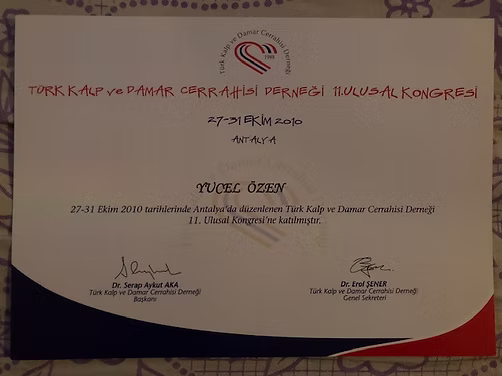 Türk Kalp ve Damar Cerrahisi Derneği
TÜRK KALP ve DAMAR CERRAHİSİ DERNEĞİ 11.ULUSAL KONGRESİ
27-31 EKİM 2010
ANTALYA
YUCEL ÖZEN
27-31 Ekim 2010 tarihlerinde Antalya'da düzenlenen Türk Kalp ve Damar Cerrahisi Derneği
11. Ulusal Kongresi'ne katılmıştır.
Dr. Serap Aykut AKA
Türk Kalp ve Damar Cerrahisi Derneği
Başkanı
Dr. Erol ŞENER
Türk Kalp ve Damar Cerrahisi Derneği
Genel Sekreteri